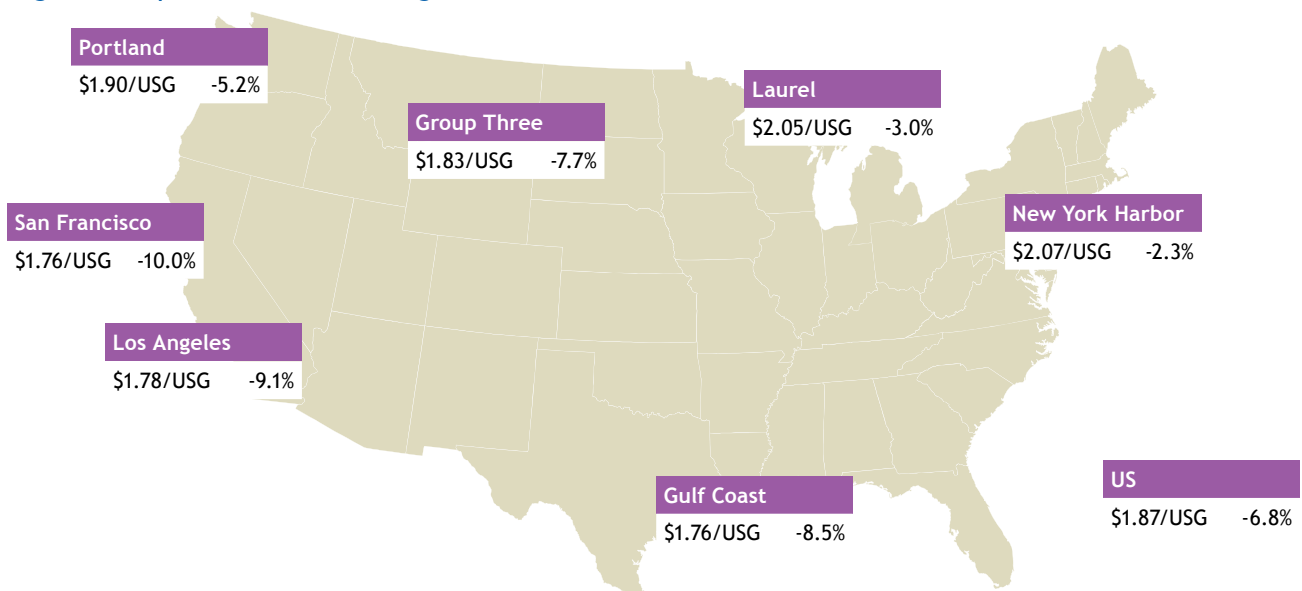 Portland
$1.90/USG -5.2%
Laurel
$2.05/USG -3.0%
Group Three
$1.83/USG -7.7%
New York Harbor
$2.07/USG -2.3%
San Francisco
$1.76/USG -10.0%
Los Angeles
$1.78/USG -9.1%
US
$1.87/USG -6.8%
Gulf Coast
$1.76/USG -8.5%